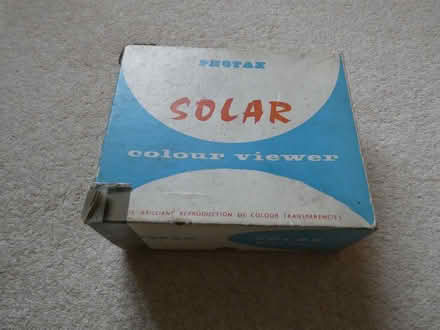 PHOTAX
SOLAR
colour viewer
BRILLIANT REPRODUCTION OF COLOUR TRANSPARENCIES